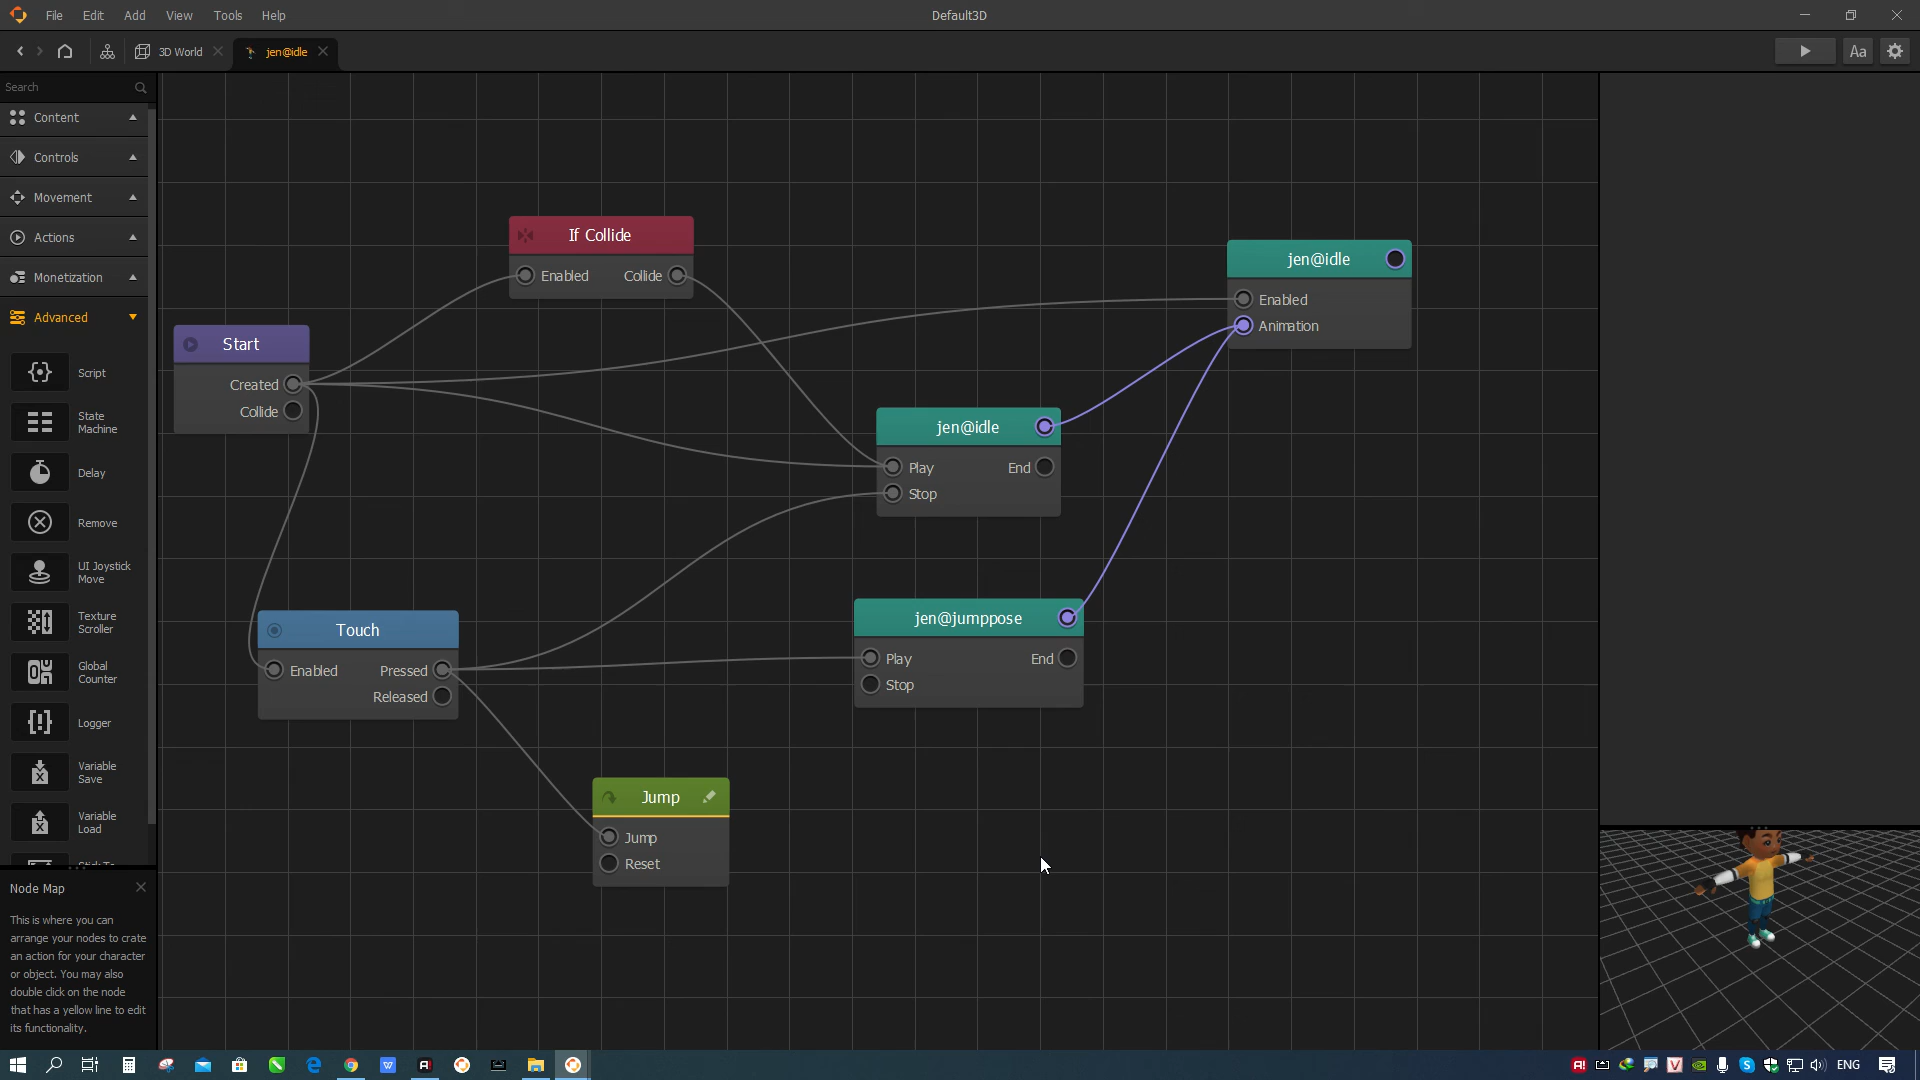 File Edit Add View Tools Help
Default3D
3D World
jen@idle
Aa
Search
Content
Controls
Movement
Actions
Monetization
Advanced
Script
State
Machine
Delay
Remove
UI Joystick
Move
Texture
Scroller
Global
Counter
Logger
Variable
Save
Variable
Load
Node Map
This is where you can
arrange your nodes to crate
an action for your character
or object. You may also
double click on the node
that has a yellow line to edit
its functionality.
If Collide
Enabled Collide
jen@idle
Enabled
Animation
Start
Created
Collide
jen@idle
Play End
Stop
Touch
Enabled Pressed
Released
jen@jumppose
Play End
Stop
Jump
Jump
Reset
ENG